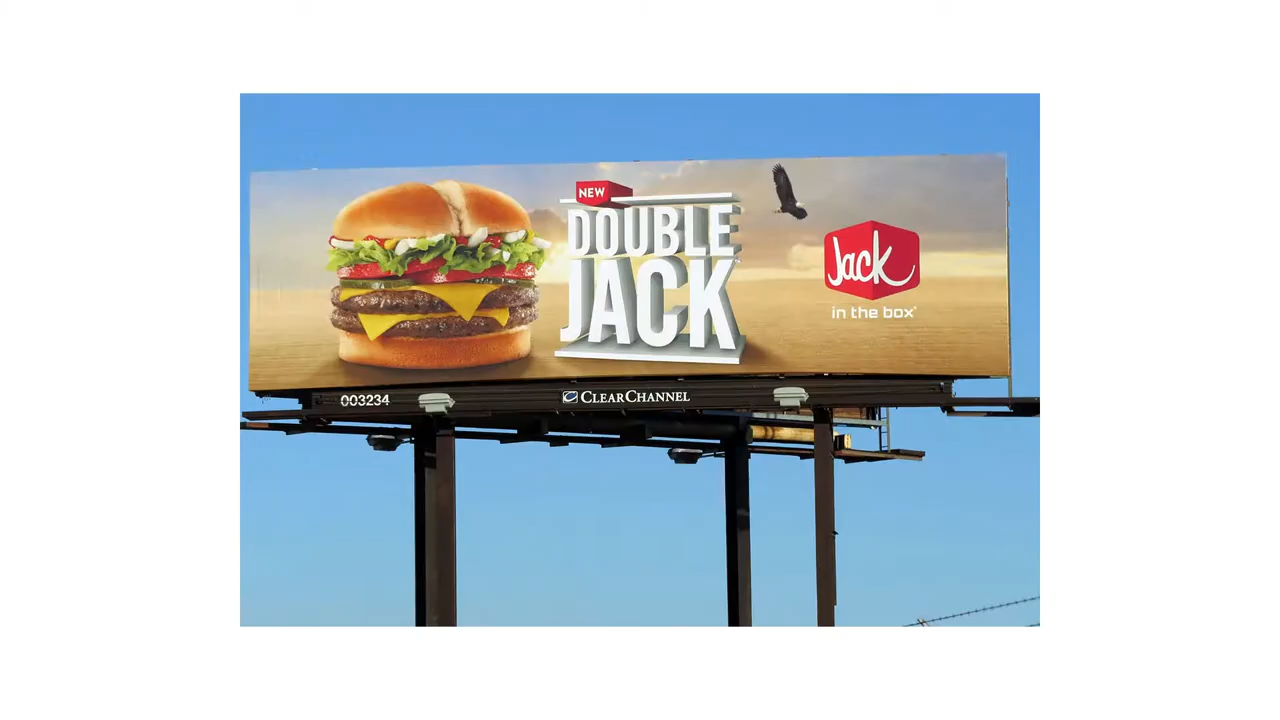 NEW
DOUBLE
JACK
Jack
in the box®
003234
CLEARCHANNEL